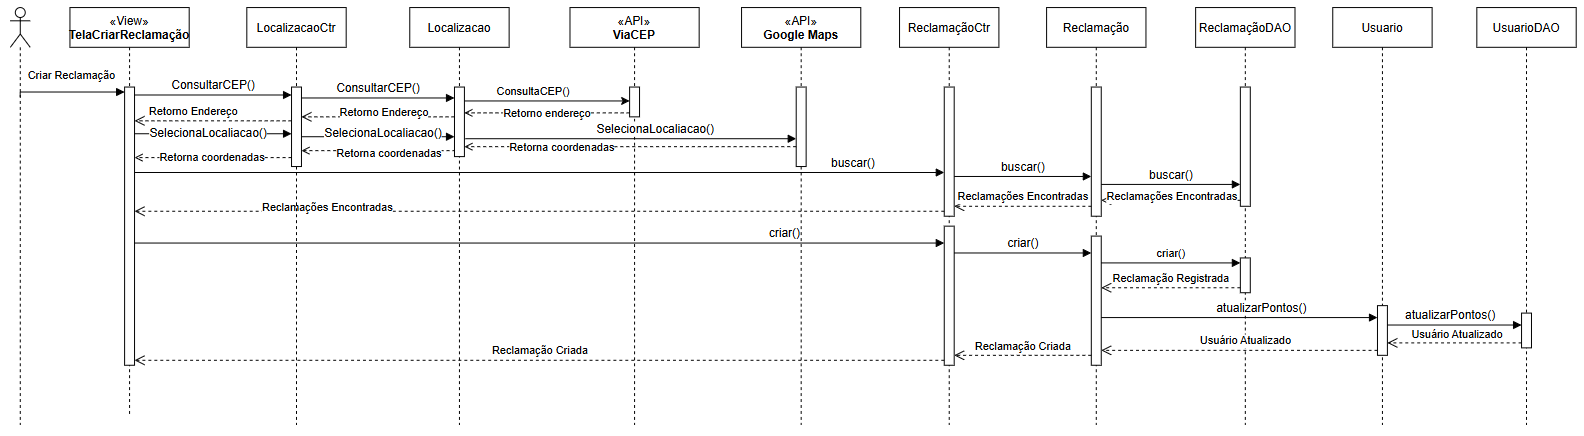 «View»
TelaCriarReclamação
LocalizacaoCtr
Localizacao
«API»
ViaCEP
«API»
Google Maps
ReclamaçãoCtr
Reclamação
ReclamaçãoDAO
Usuario
UsuarioDAO
Criar Reclamação
ConsultarCEP()
ConsultarCEP()
ConsultaCEP()
Retorno Endereço
Retorno Endereço
Retorno endereço
SelecionaLocaliacao()
SelecionaLocaliacao()
SelecionaLocaliacao()
Retorna coordenadas
Retorna coordenadas
Retorna coordenadas
buscar()
buscar()
buscar()
Reclamações Encontradas
Reclamações Encontradas
Reclamações Encontradas
criar()
criar()
criar()
Reclamação Registrada
atualizarPontos()
atualizarPontos()
Usuário Atualizado
Usuário Atualizado
Reclamação Criada
Reclamação Criada